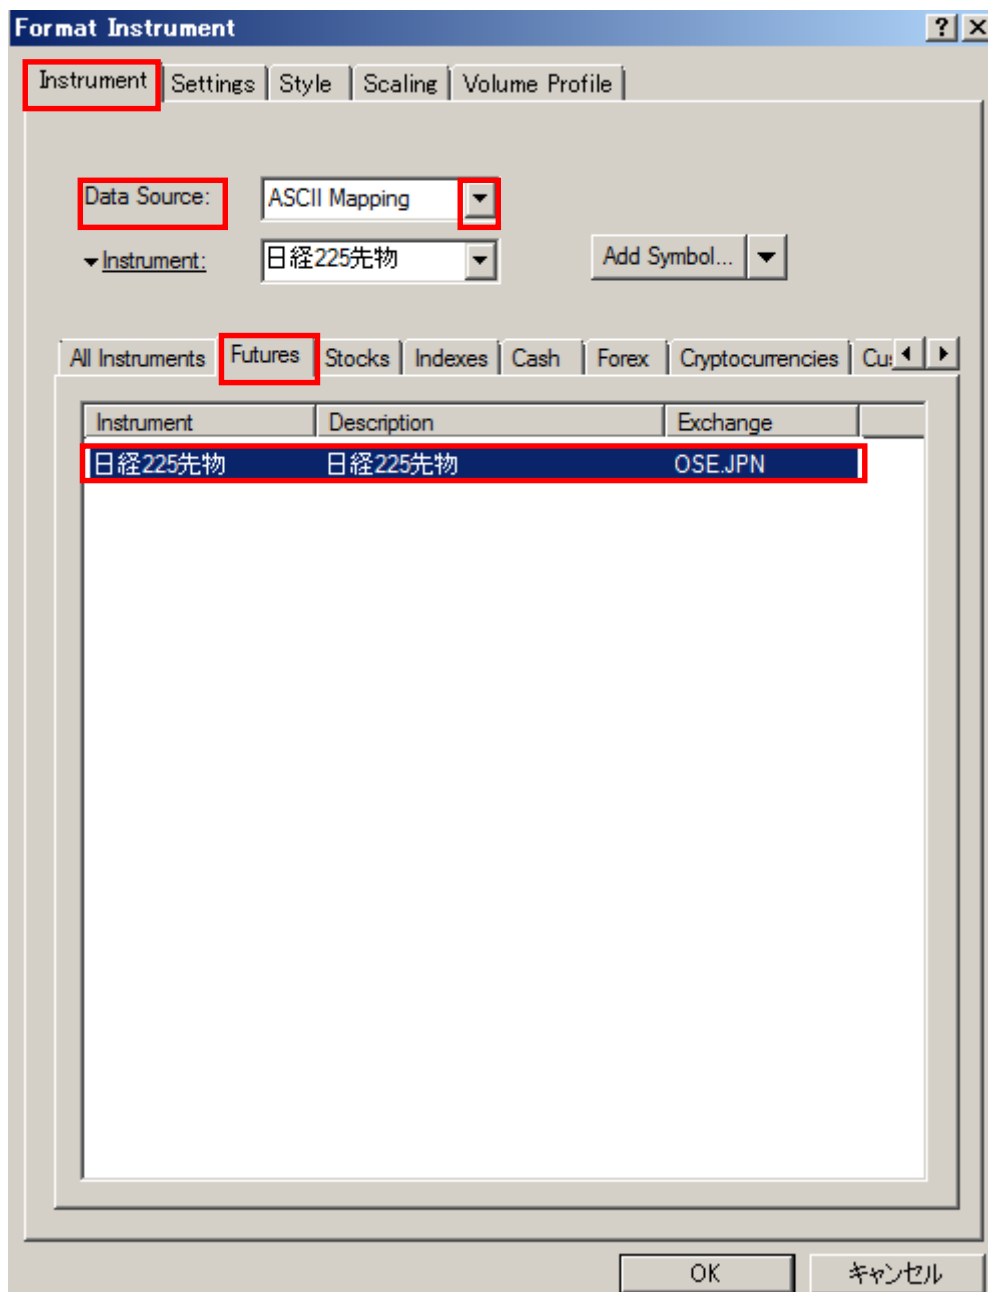 Format Instrument
Instrument Settings Style Scaling Volume Profile
Data Source: ASCII Mapping
Instrument: 日経225先物 Add Symbol...
All Instruments Futures Stocks Indexes Cash Forex Cryptocurrencies
Instrument Description Exchange
日経225先物 日経225先物 OSE.JPN
OK キャンセル